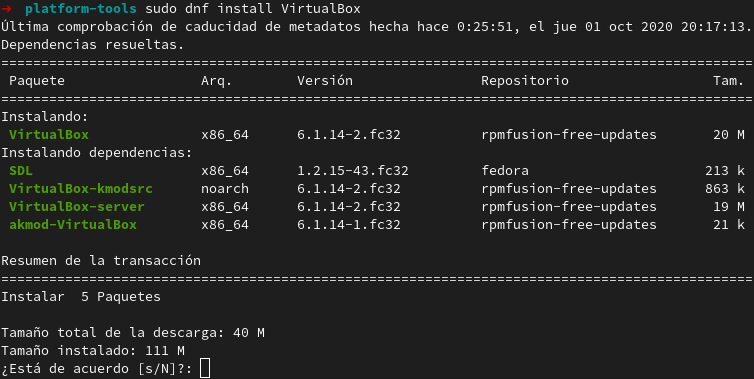 → platform-tools sudo dnf install VirtualBox
Última comprobación de caducidad de metadatos hecha hace 0:25:51, el jue 01 oct 2020 20:17:13.
Dependencias resueltas.
================================================================================
Paquete Arq. Versión Repositorio Tam.
================================================================================
Instalando:
VirtualBox x86_64 6.1.14-2.fc32 rpmfusion-free-updates 20 M
Instalando dependencias:
SDL x86_64 1.2.15-43.fc32 fedora 213 k
VirtualBox-kmodsrc noarch 6.1.14-2.fc32 rpmfusion-free-updates 863 k
VirtualBox-server x86_64 6.1.14-2.fc32 rpmfusion-free-updates 19 M
akmod-VirtualBox x86_64 6.1.14-1.fc32 rpmfusion-free-updates 21 k
Resumen de la transacción
================================================================================
Instalar 5 Paquetes
Tamaño total de la descarga: 40 M
Tamaño instalado: 111 M
¿Está de acuerdo [s/N]?: